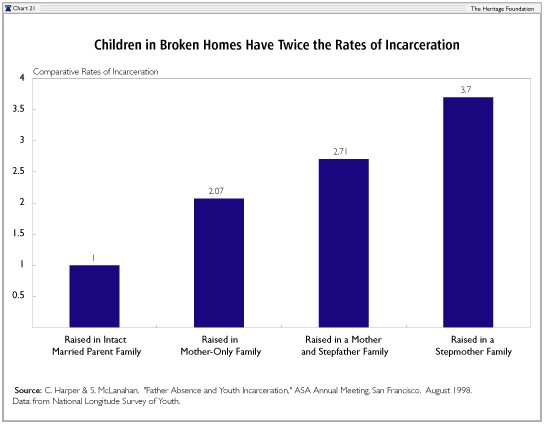 Chart 21
The Heritage Foundation
Children in Broken Homes Have Twice the Rates of Incarceration
Comparative Rates of Incarceration
4
3.5
3
2.5
2
1.5
1
0.5
1
2.07
2.71
3.7
Raised in Intact
Married Parent Family
Raised in
Mother-Only Family
Raised in a Mother
and Stepfather Family
Raised in a
Stepmother Family
Source: C. Harper & S. McLanahan, "Father Absence and Youth Incarceration," ASA Annual Meeting, San Francisco, August 1998.
Data: from National Longitude Survey of Youth.